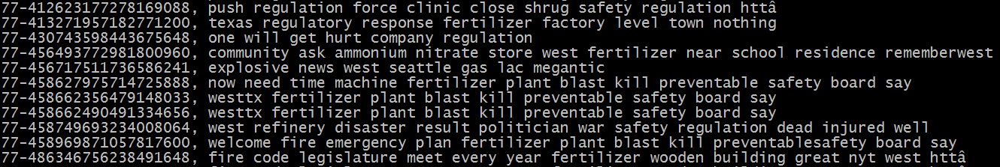 77-412623177278169088, push regulation force clinic close shrug safety regulation httâ
77-413271957182771200, texas regulatory response fertilizer factory level town nothing
77-430743598443675648, one will get hurt company regulation
77-456493772981800960, community ask ammonium nitrate store west fertilizer near school residence rememberwest
77-456717511736586241, explosive news west seattle gas lac megantic
77-458627975714725888, now need time machine fertilizer plant blast kill preventable safety board say
77-458662356479148033, westtx fertilizer plant blast kill preventable safety board say
77-458662490491334656, westtx fertilizer plant blast kill preventable safety board say
77-458749693234008064, west refinery disaster result politician war safety regulation dead injured well
77-458969871057817600, welcome fire emergency plan fertilizer plant blast kill preventablesafety board say
77-486346756238491648, fire code legislature meet every year fertilizer wooden building great nyt west httâ